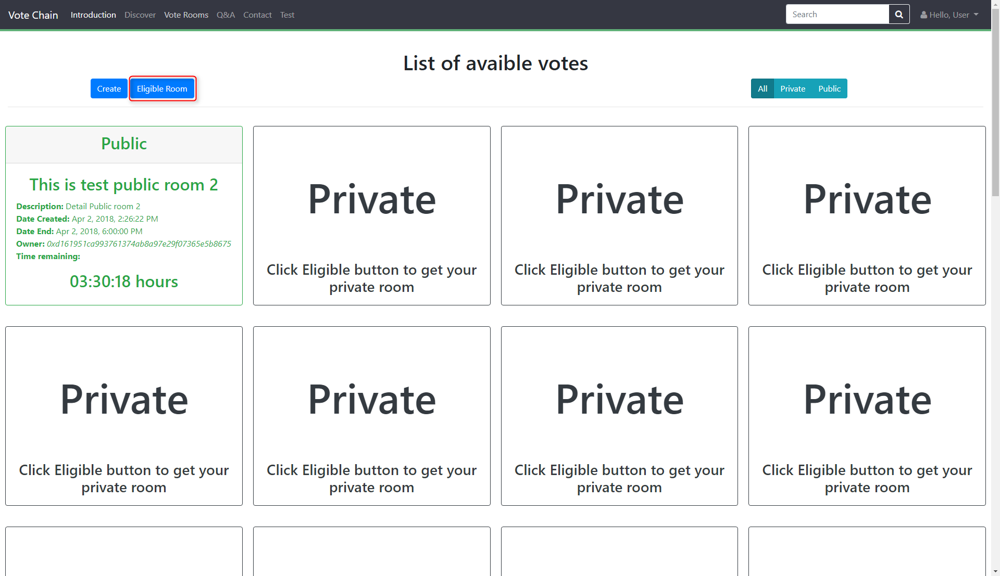 Vote Chain Introduction Discover Vote Rooms Q&A Contact Test Search Hello, User
List of avaible votes
Create Eligible Room All Private Public
Public
This is test public room 2
Description: Detail Public room 2
Date Created: Apr 2, 2018, 2:26:22 PM
Date End: Apr 2, 2018, 6:00:00 PM
Owner: 0xd161951ca993761374ab8a97e29f07365e5b8675
Time remaining:
03:30:18 hours
Private
Click Eligible button to get your
private room
Private
Click Eligible button to get your
private room
Private
Click Eligible button to get your
private room
Private
Click Eligible button to get your
private room
Private
Click Eligible button to get your
private room
Private
Click Eligible button to get your
private room
Private
Click Eligible button to get your
private room